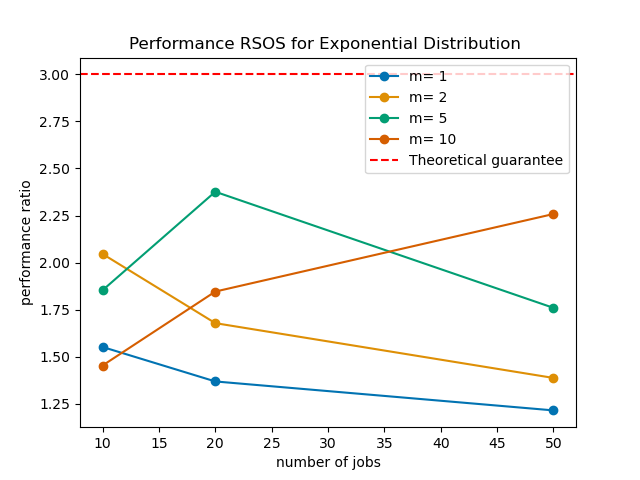 Performance RSOS for Exponential Distribution
performance ratio
3.00
2.75
2.50
2.25
2.00
1.75
1.50
1.25
m= 1
m= 2
m= 5
m= 10
Theoretical guarantee
10 15 20 25 30 35 40 45 50
number of jobs